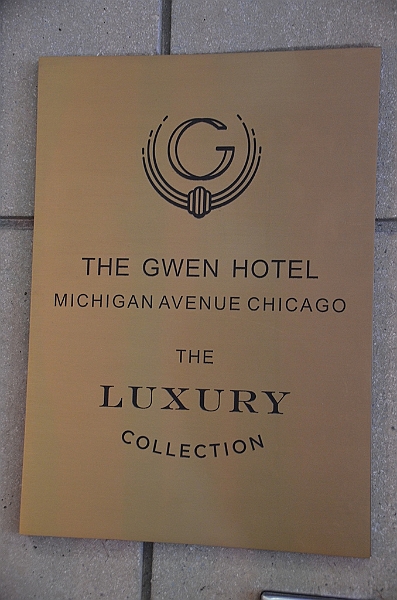 G
THE GWEN HOTEL
MICHIGAN AVENUE CHICAGO
THE
LUXURY
COLLECTION